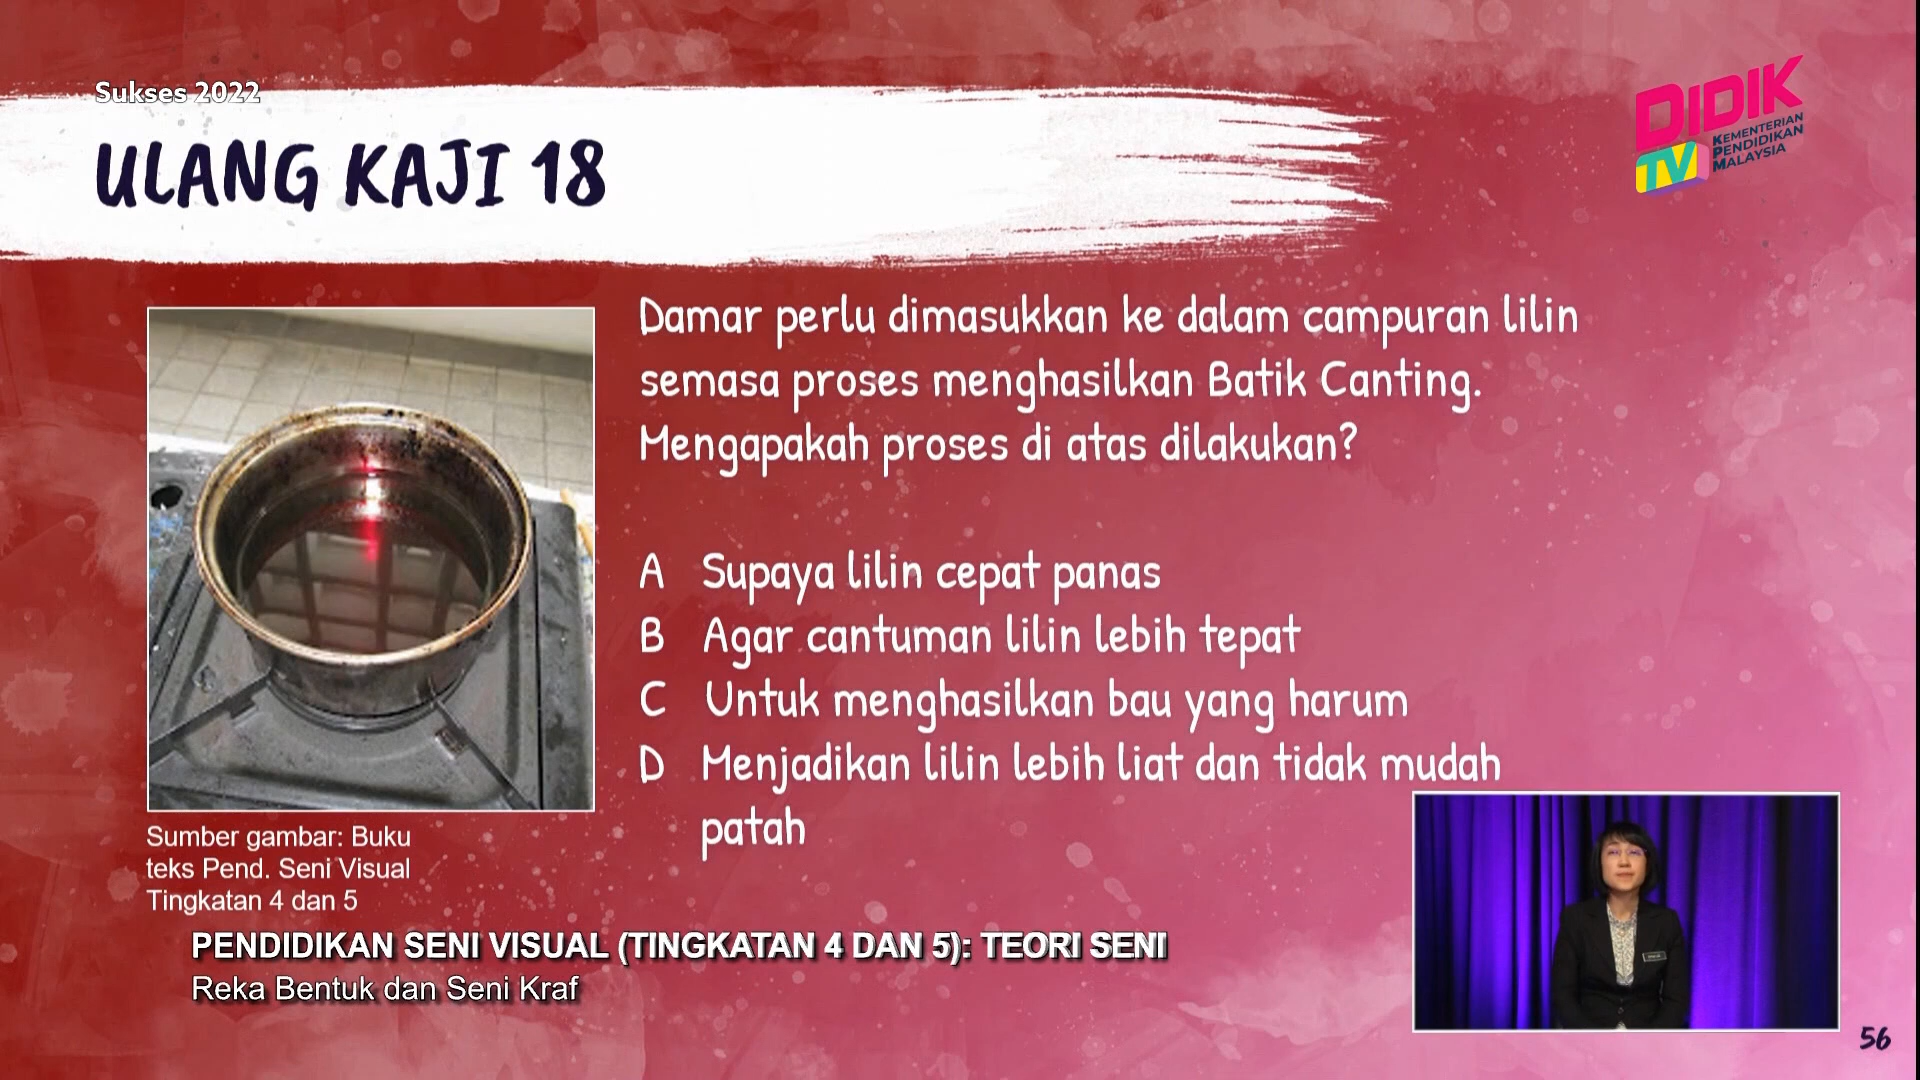 Sukses 2022
ULANG KAJI 18
DIDIK
TV
KEMENTERIAN
PENDIDIKAN
MALAYSIA
Damar perlu dimasukkan ke dalam campuran lilin
semasa proses menghasilkan Batik Canting.
Mengapakah proses di atas dilakukan?
A Supaya lilin cepat panas
B Agar cantuman lilin lebih tepat
C Untuk menghasilkan bau yang harum
D Menjadikan lilin lebih liat dan tidak mudah
patah
Sumber gambar: Buku
teks Pend. Seni Visual
Tingkatan 4 dan 5
PENDIDIKAN SENI VISUAL (TINGKATAN 4 DAN 5): TEORI SENI
Reka Bentuk dan Seni Kraf
56